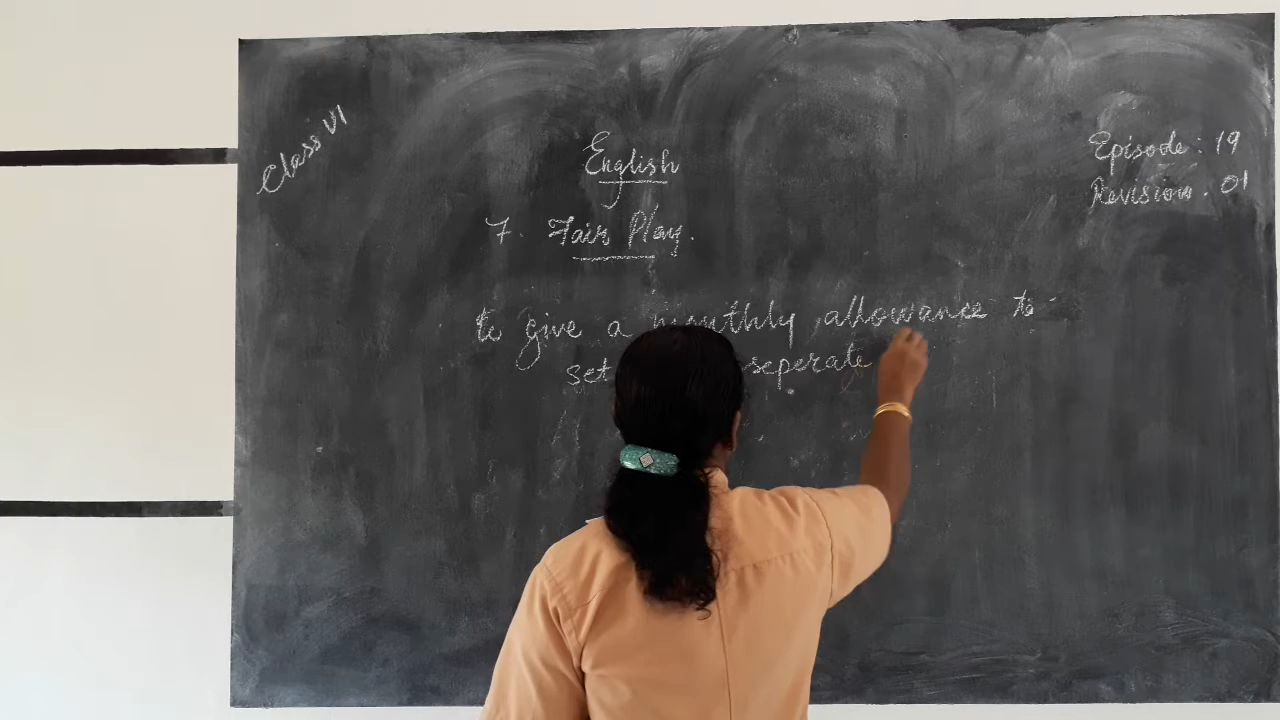 Class VI
English
Episode : 19
Revision . 01
7. Fair Play.
to give a monthly allowance to
set seperate